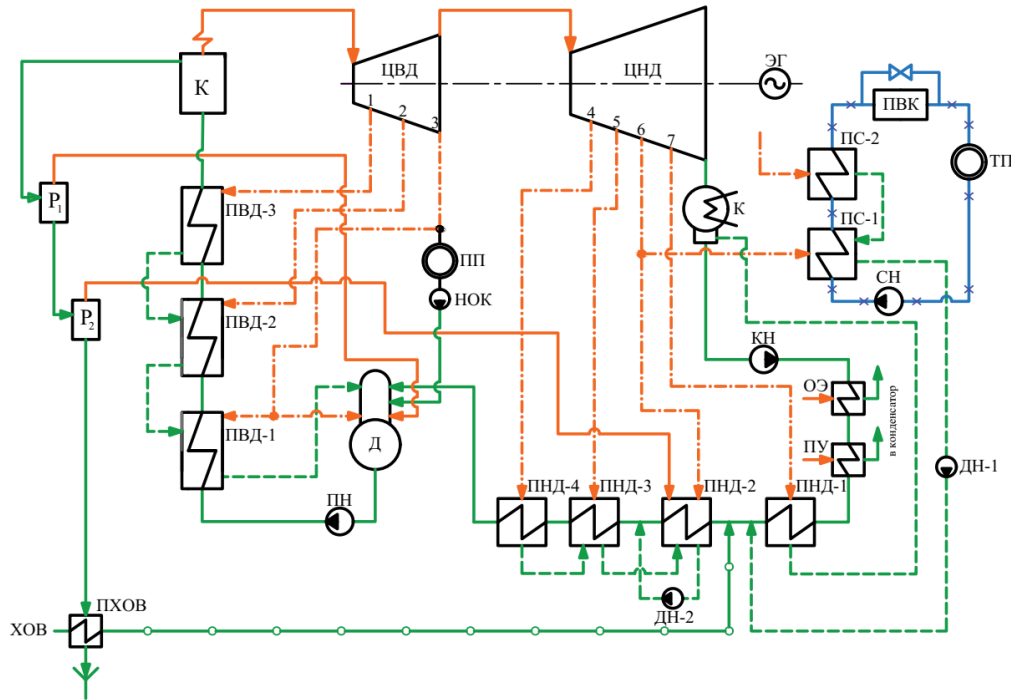 ЦВД
ЦНД
ЭГ
К
ПВК
1
2
3
4
5
6
7
ПС-2
ТП
Р1
ПВД-3
К
ПС-1
ПП
СН
НОК
Р2
ПВД-2
КН
ОЭ
в конденсатор
ПВД-1
Д
ПУ
ДН-1
ПН
ПНД-4
ПНД-3
ПНД-2
ПНД-1
ДН-2
ПХОВ
ХОВ